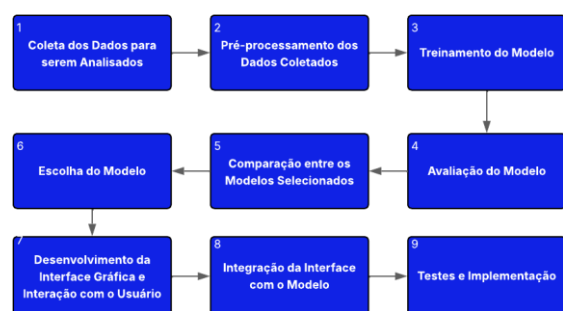 1
Coleta dos Dados para
serem Analisados
2
Pré-processamento dos
Dados Coletados
3
Treinamento do Modelo
4
Avaliação do Modelo
5
Comparação entre os
Modelos Selecionados
6
Escolha do Modelo
7
Desenvolvimento da
Interface Gráfica e
Interação com o Usuário
8
Integração da Interface
com o Modelo
9
Testes e Implementação